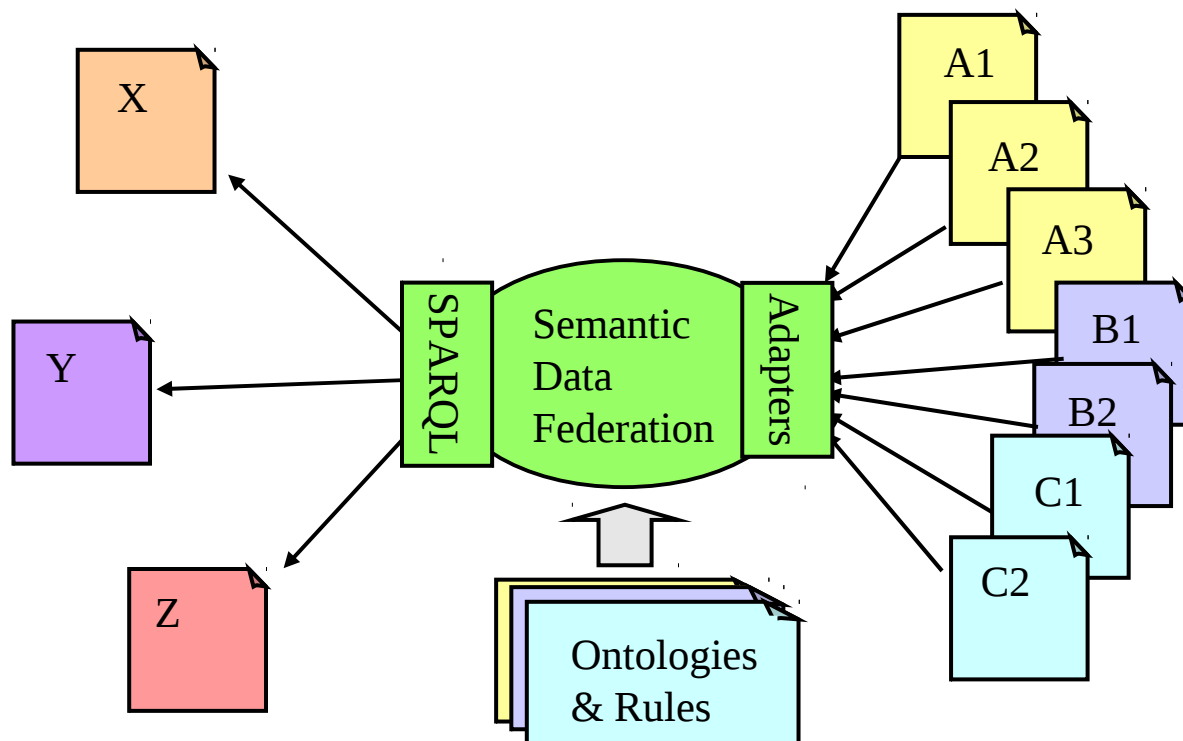 X
Y
Z
SPARQL
Semantic
Data
Federation
Adapters
A1
A2
A3
B1
B2
C1
C2
Ontologies
& Rules